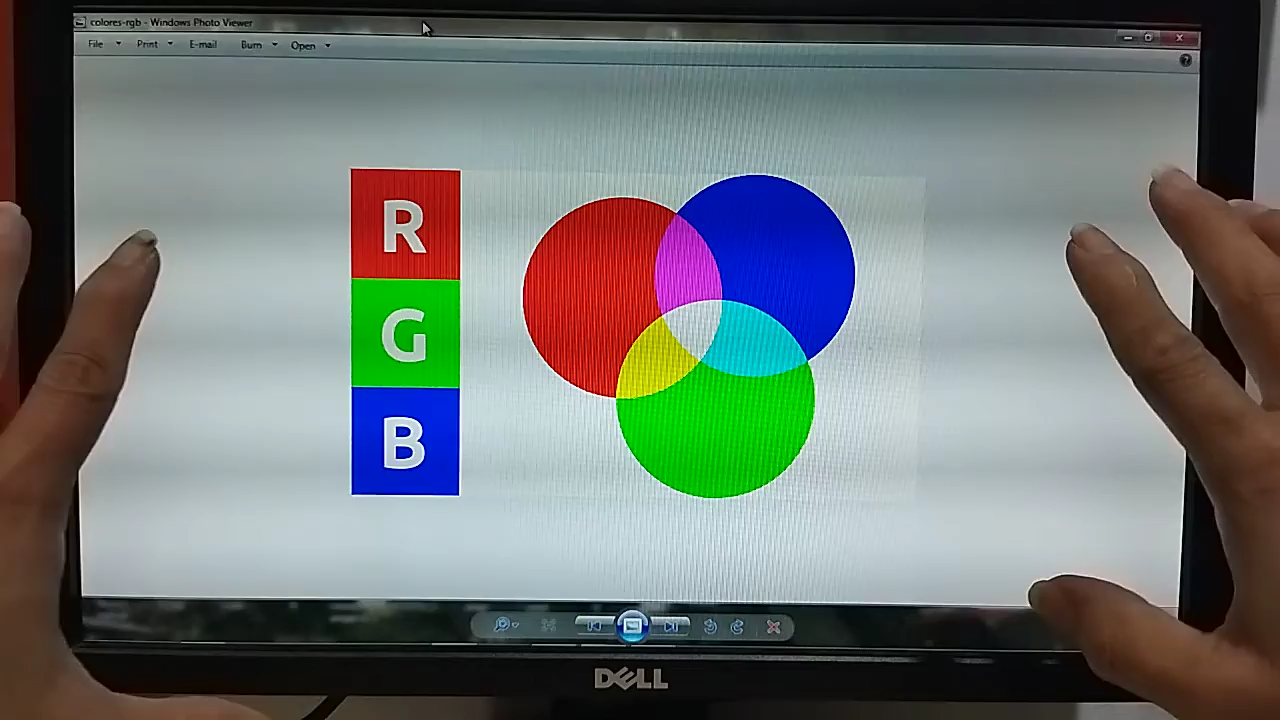 colores-rgb - Windows Photo Viewer
File Print E-mail Burn Open
R
G
B
DELL